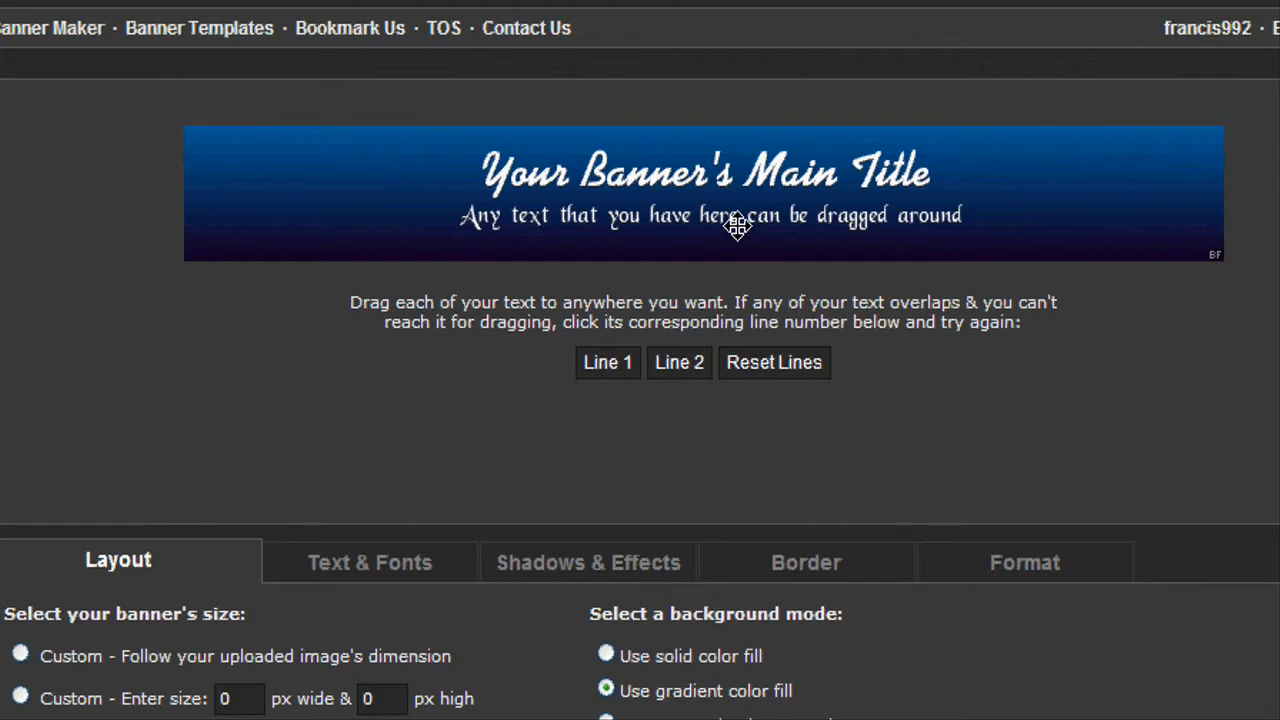 Banner Maker · Banner Templates · Bookmark Us · TOS · Contact Us francis992 ·
Your Banner's Main Title
Any text that you have here can be dragged around
BF
Drag each of your text to anywhere you want. If any of your text overlaps & you can't
reach it for dragging, click its corresponding line number below and try again:
Line 1 Line 2 Reset Lines
Layout Text & Fonts Shadows & Effects Border Format
Select your banner's size: Select a background mode:
Custom - Follow your uploaded image's dimension Use solid color fill
Custom - Enter size: 0 px wide & 0 px high Use gradient color fill